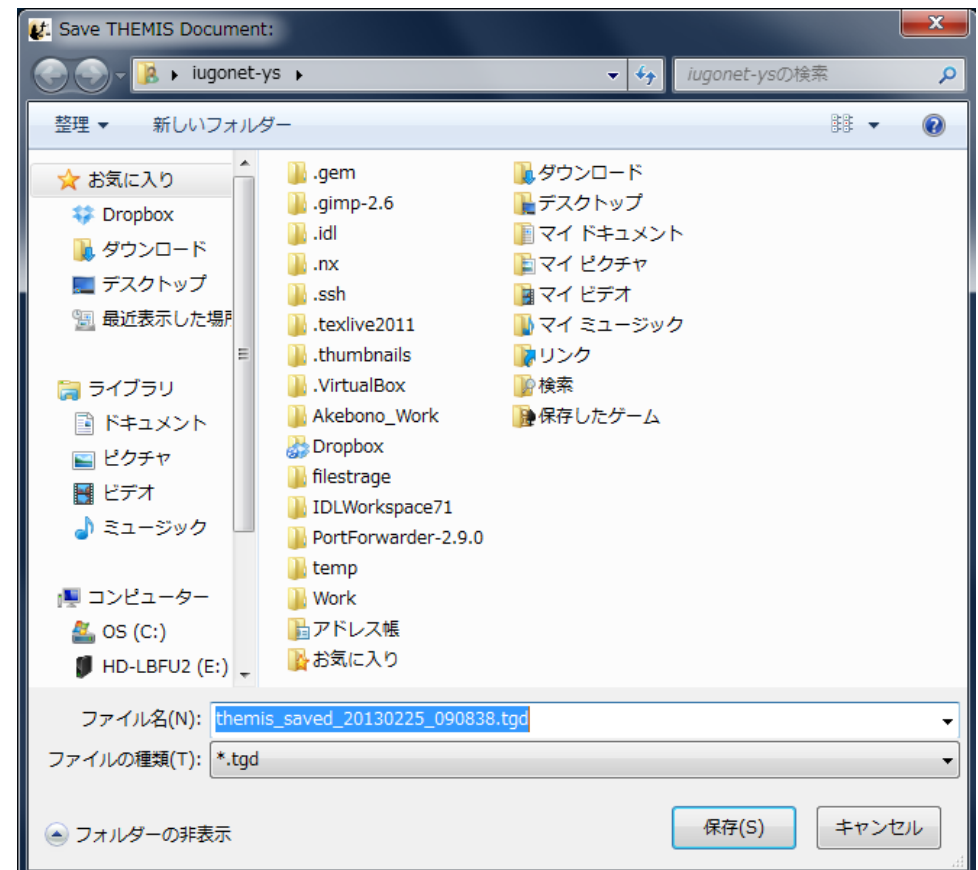 Save THEMIS Document:
iugonet-ys
iugonet-ysの検索
整理
新しいフォルダー
お気に入り
Dropbox
ダウンロード
デスクトップ
最近表示した場所
ライブラリ
ドキュメント
ピクチャ
ビデオ
ミュージック
コンピューター
OS (C:)
HD-LBFU2 (E:)
.gem
.gimp-2.6
.idl
.nx
.ssh
.texlive2011
.thumbnails
.VirtualBox
Akebono_Work
Dropbox
filestrage
IDLWorkspace71
PortForwarder-2.9.0
temp
Work
アドレス帳
お気に入り
ダウンロード
デスクトップ
マイ ドキュメント
マイ ピクチャ
マイ ビデオ
マイ ミュージック
リンク
検索
保存したゲーム
ファイル名(N): themis_saved_20130225_090838.tgd
ファイルの種類(T): *.tgd
フォルダーの非表示
保存(S)
キャンセル